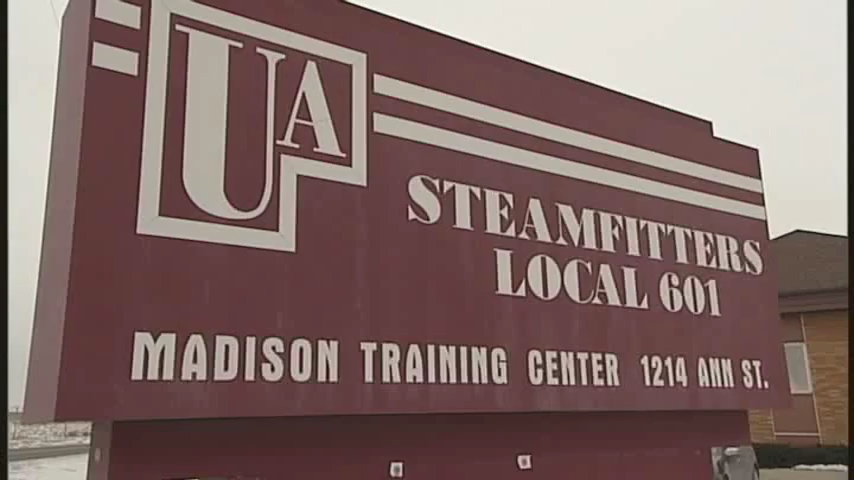 UA
STEAMFITTERS
LOCAL 601
MADISON TRAINING CENTER 1214 ANN ST.